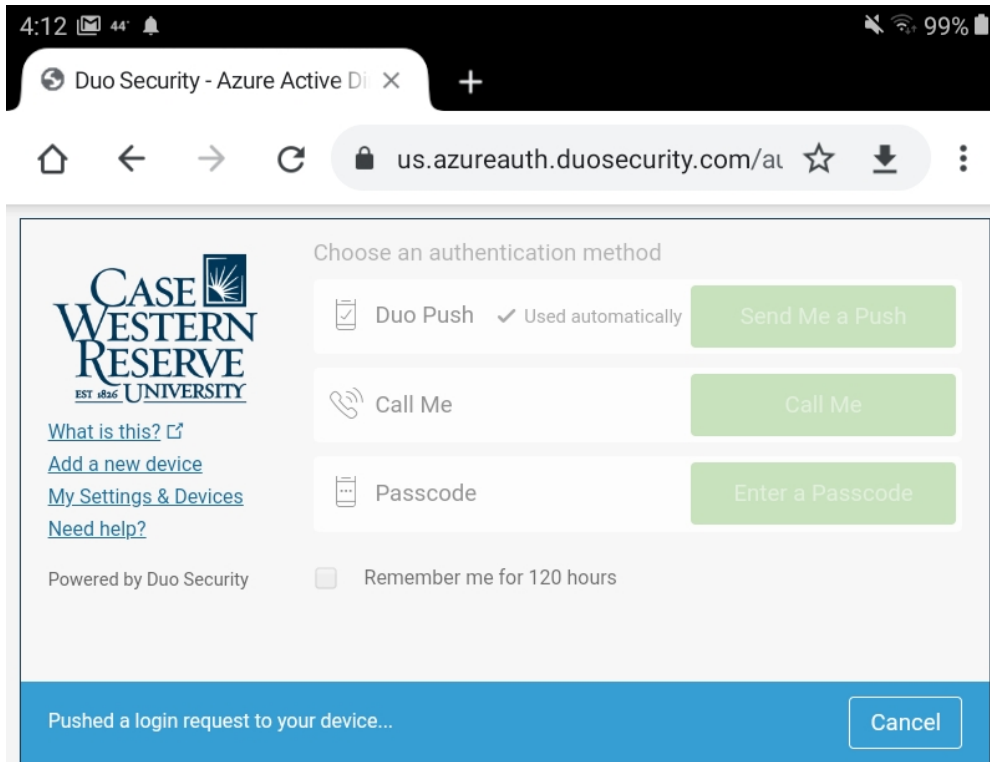 4:12 44° 99%
Duo Security - Azure Active Di
us.azureauth.duosecurity.com/au
CASE
WESTERN
RESERVE
EST 1826 UNIVERSITY
What is this?
Add a new device
My Settings & Devices
Need help?
Powered by Duo Security
Choose an authentication method
Duo Push Used automatically Send Me a Push
Call Me Call Me
Passcode Enter a Passcode
Remember me for 120 hours
Pushed a login request to your device... Cancel